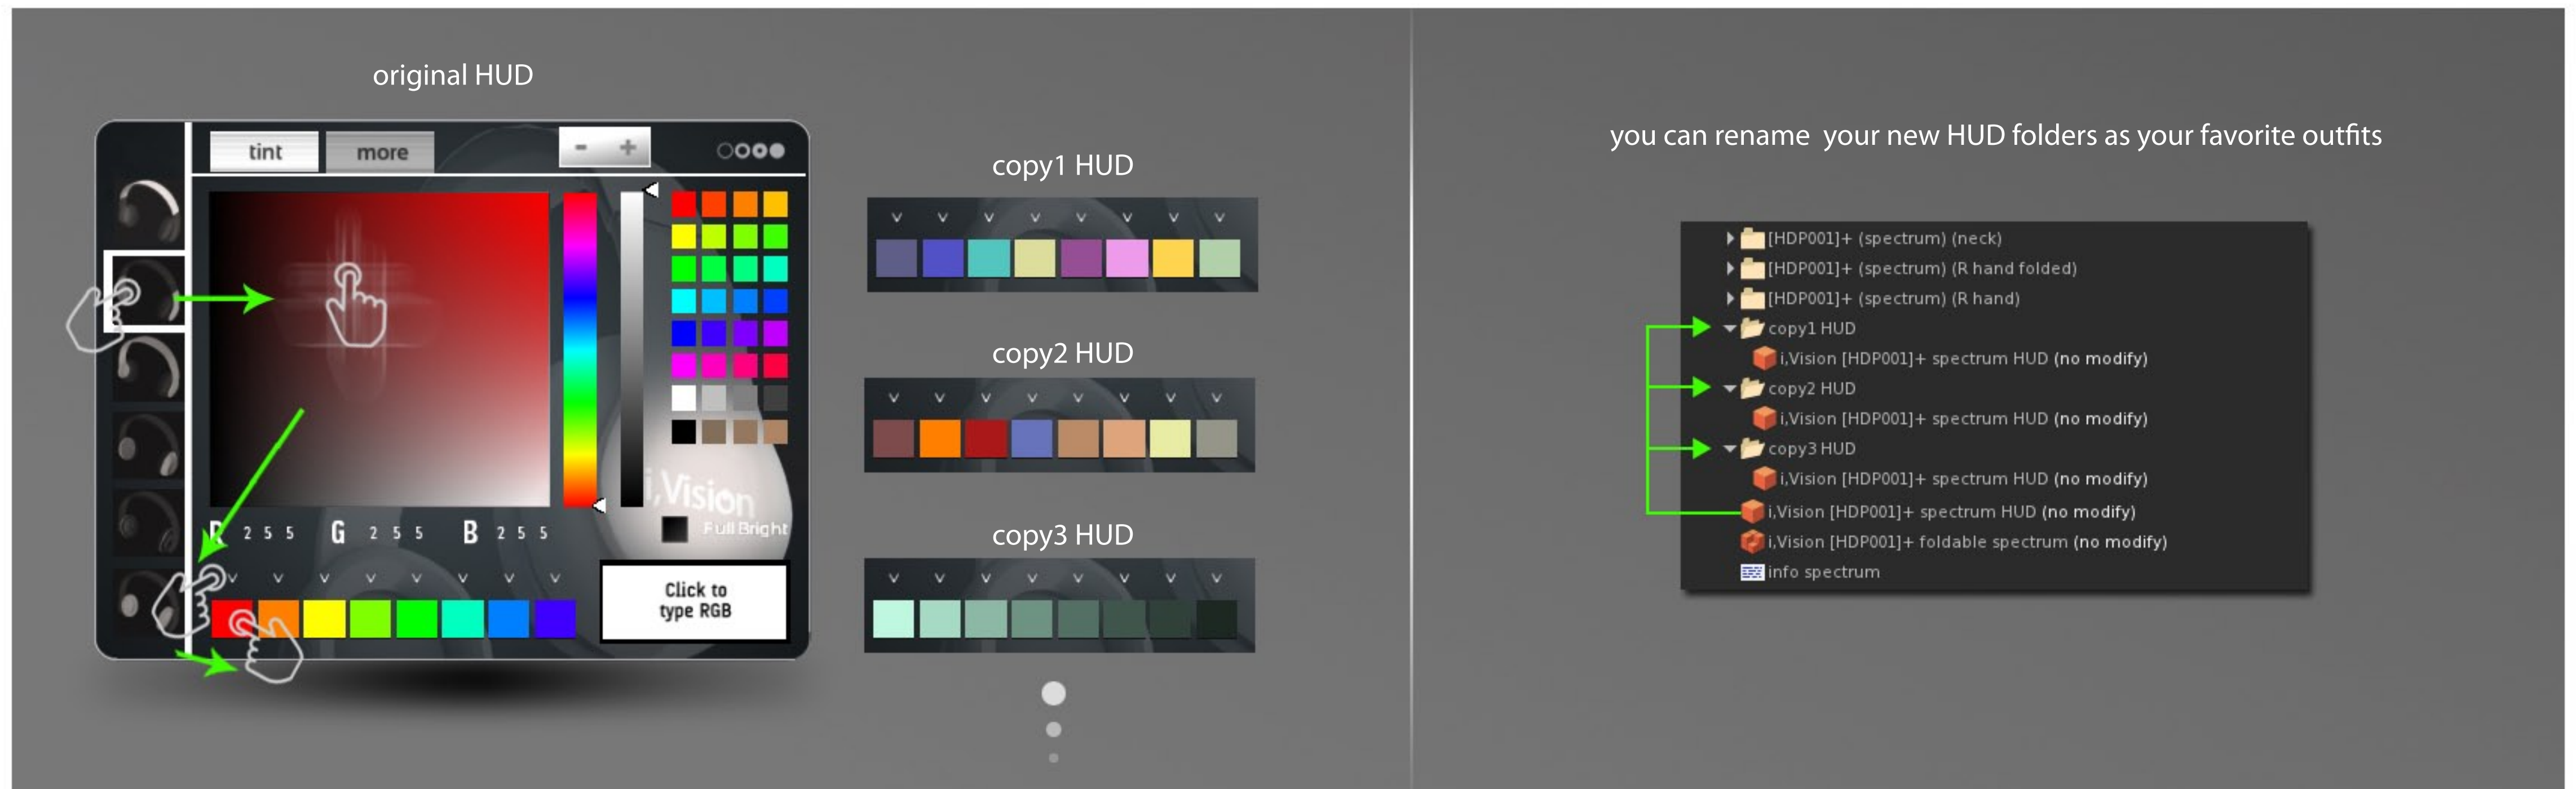 original HUD
tint
more
- +
R 2 5 5 G 2 5 5 B 2 5 5
i,Vision
Full Bright
Click to
type RGB
copy1 HUD
copy2 HUD
copy3 HUD
you can rename  your new HUD folders as your favorite outfits
[HDP001]+ (spectrum) (neck)
[HDP001]+ (spectrum) (R hand folded)
[HDP001]+ (spectrum) (R hand)
copy1 HUD
i,Vision [HDP001]+ spectrum HUD (no modify)
copy2 HUD
i,Vision [HDP001]+ spectrum HUD (no modify)
copy3 HUD
i,Vision [HDP001]+ spectrum HUD (no modify)
i,Vision [HDP001]+ spectrum HUD (no modify)
i,Vision [HDP001]+ foldable spectrum (no modify)
info spectrum